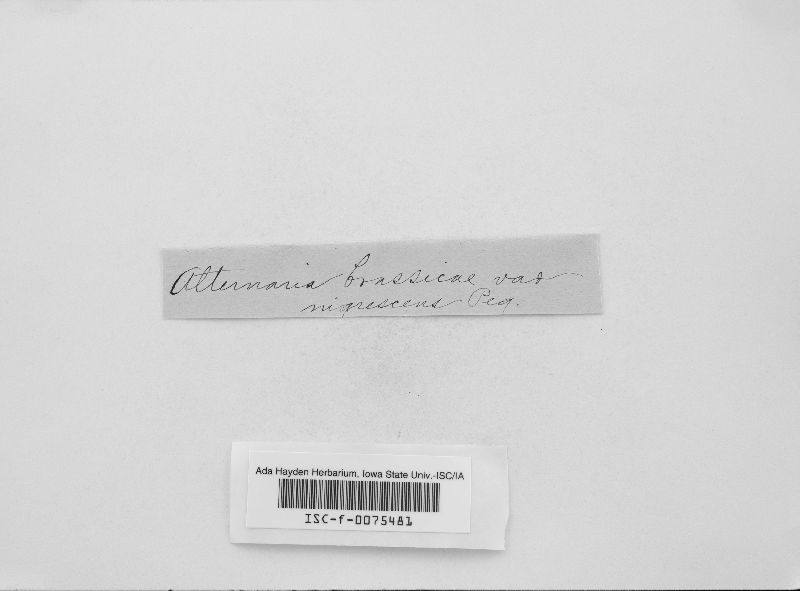 Alternaria brassicae var
nigrescens Peg.
Ada Hayden Herbarium, Iowa State Univ.-ISC/IA
ISC-f-0075481